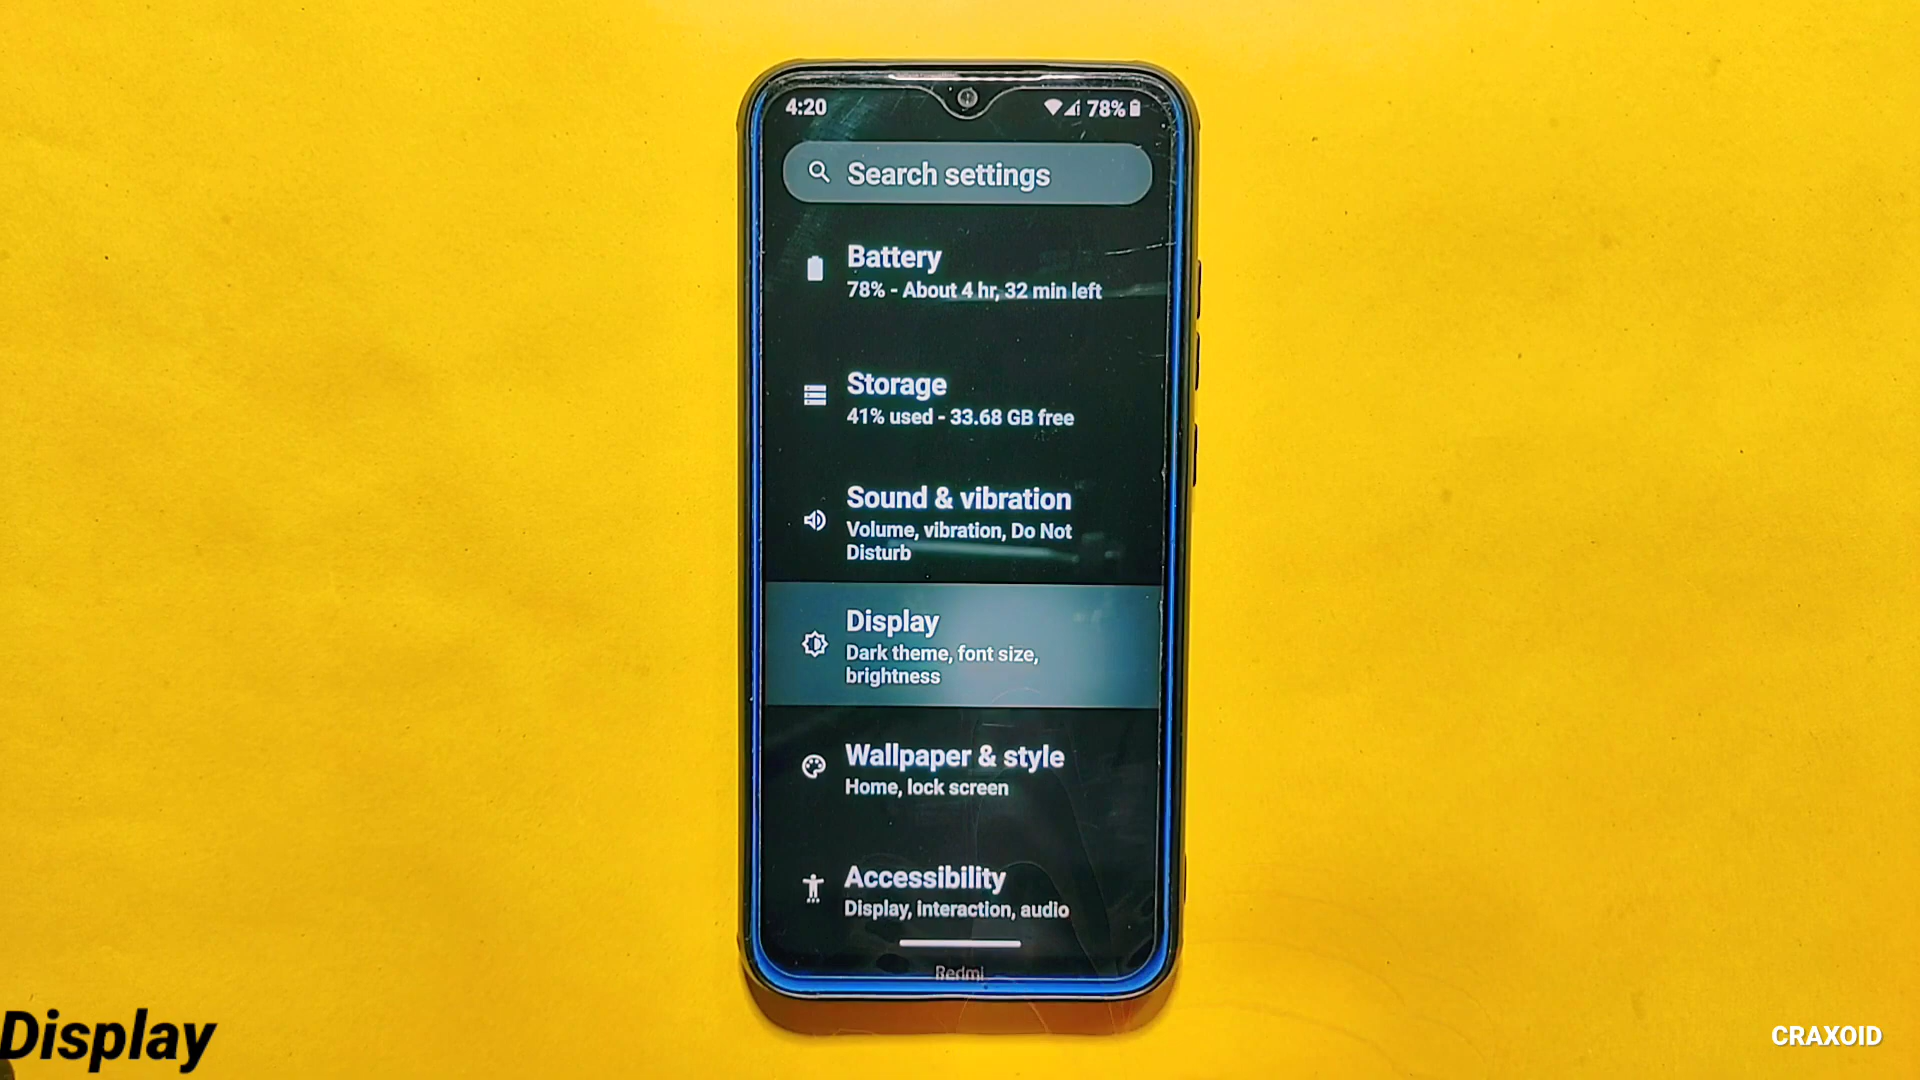 4:20
78%
Search settings
Battery
78% - About 4 hr, 32 min left
Storage
41% used - 33.68 GB free
Sound & vibration
Volume, vibration, Do Not
Disturb
Display
Dark theme, font size,
brightness
Wallpaper & style
Home, lock screen
Accessibility
Display, interaction, audio
Redmi
Display
CRAXOID